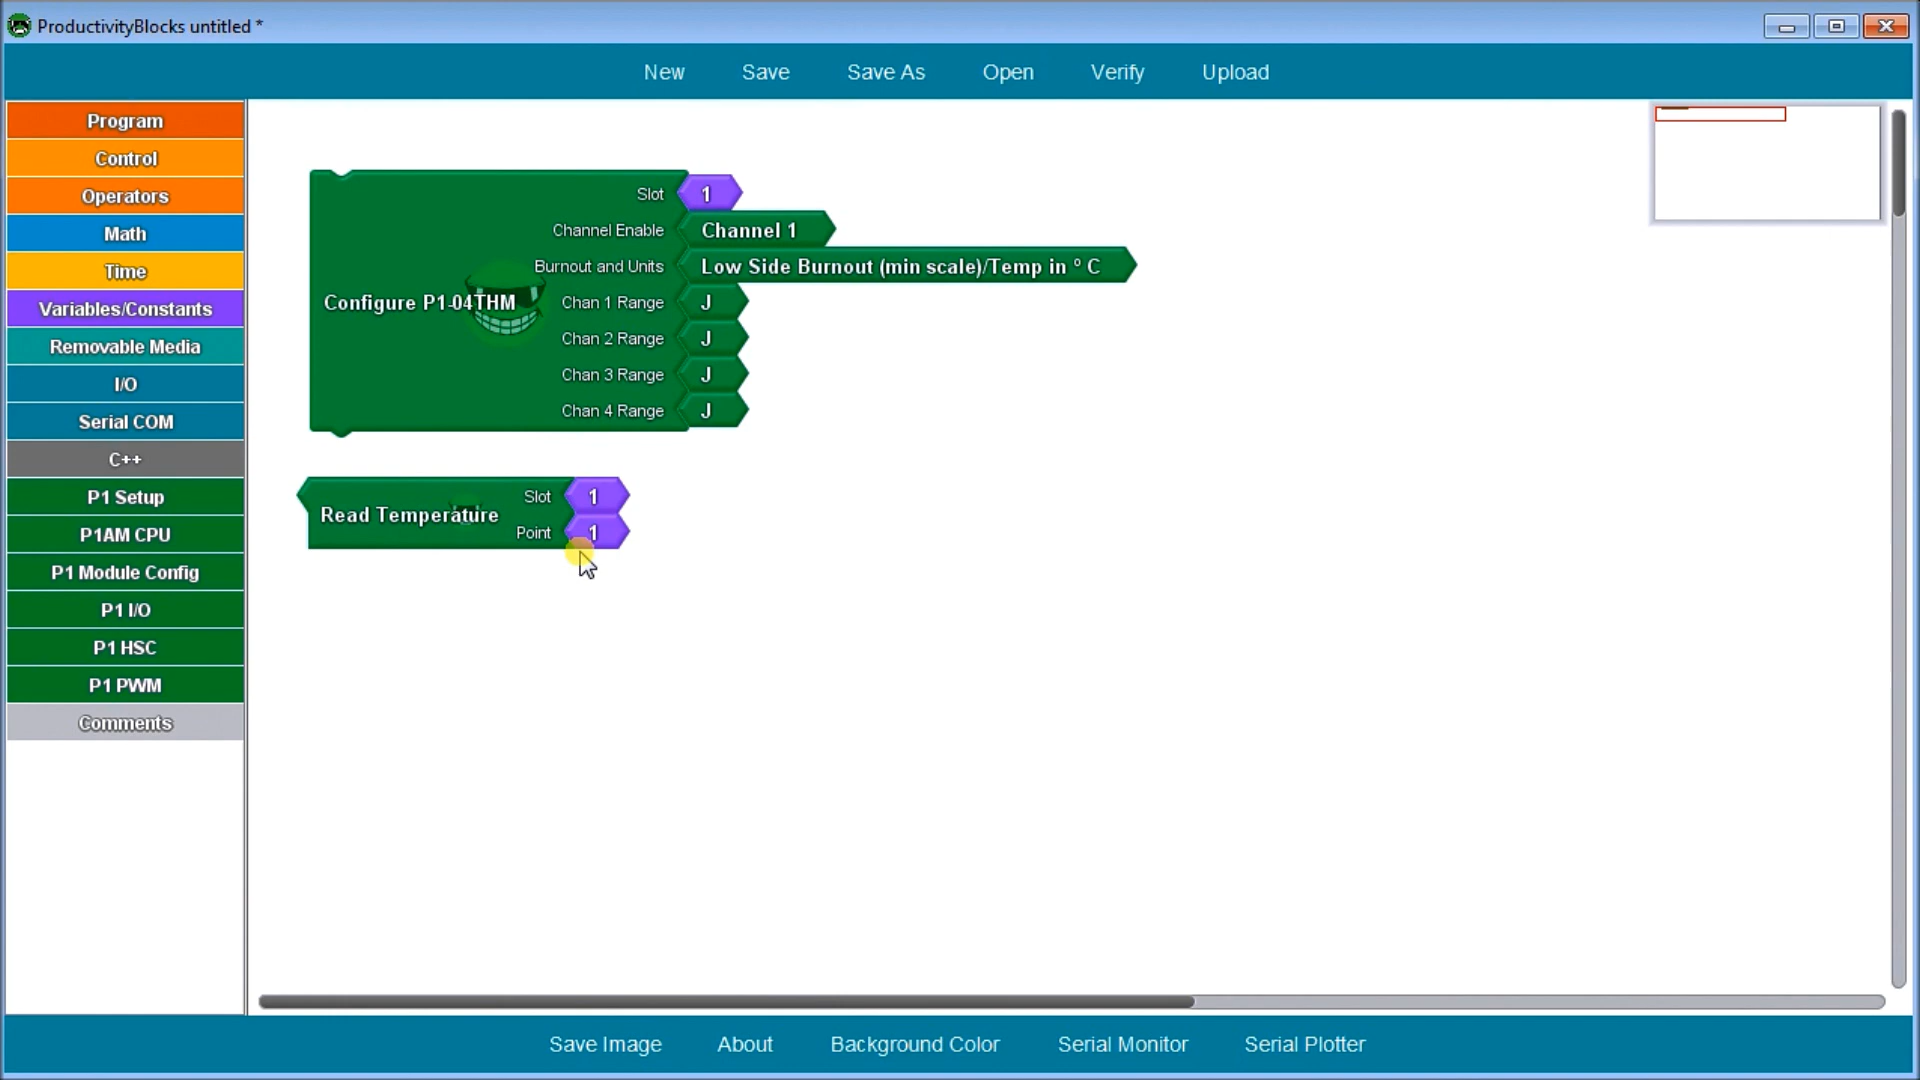 ProductivityBlocks untitled *
New Save Save As Open Verify Upload
Program
Control
Operators
Math
Time
Variables/Constants
Removable Media
I/O
Serial COM
C++
P1 Setup
P1AM CPU
P1 Module Config
P1 I/O
P1 HSC
P1 PWM
Comments
Configure P1-04THM
Slot 1
Channel Enable Channel 1
Burnout and Units Low Side Burnout (min scale)/Temp in ° C
Chan 1 Range J
Chan 2 Range J
Chan 3 Range J
Chan 4 Range J
Read Temperature
Slot 1
Point 1
Save Image About Background Color Serial Monitor Serial Plotter